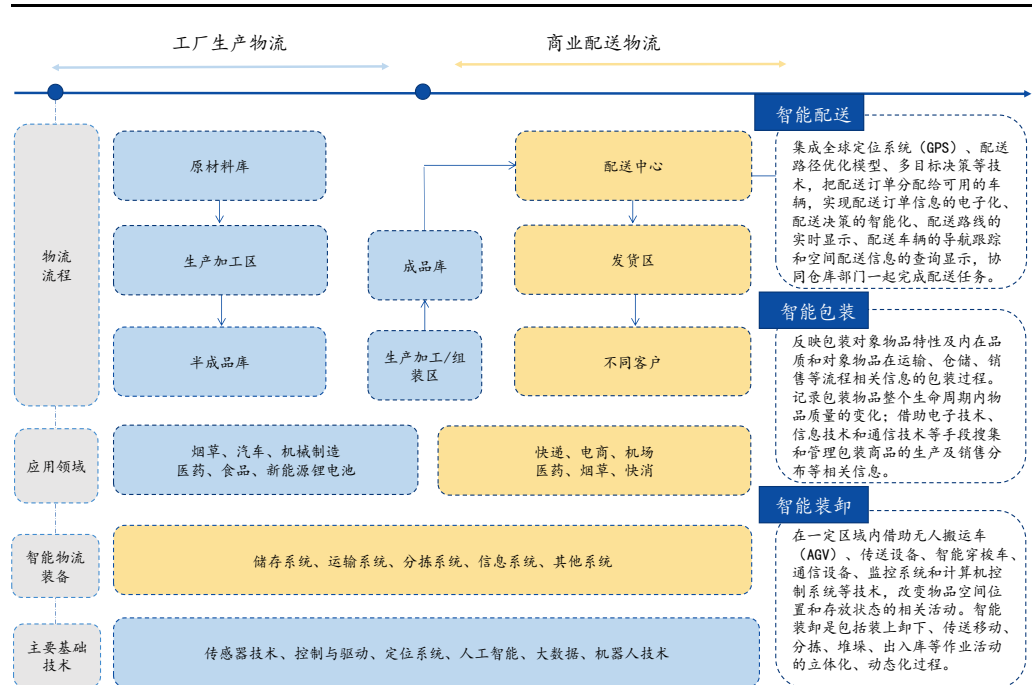 工厂生产物流
商业配送物流
物流
流程
原材料库
生产加工区
半成品库
成品库
生产加工/组
装区
配送中心
发货区
不同客户
应用领域
烟草、汽车、机械制造
医药、食品、新能源锂电池
快递、电商、机场
医药、烟草、快消
智能物流
装备
储存系统、运输系统、分拣系统、信息系统、其他系统
主要基础
技术
传感器技术、控制与驱动、定位系统、人工智能、大数据、机器人技术
智能配送
集成全球定位系统（GPS）、配送
路径优化模型、多目标决策等技
术，把配送订单分配给可用的车
辆，实现配送订单信息的电子化、
配送决策的智能化、配送路线的
实时显示、配送车辆的导航跟踪
和空间配送信息的查询显示，协
同仓库部门一起完成配送任务。
智能包装
反映包装对象物品特性及内在品
质和对象物品在运输、仓储、销
售等流程相关信息的包装过程。
记录包装物品整个生命周期内物
品质量的变化；借助电子技术、
信息技术和通信技术等手段搜集
和管理包装商品的生产及销售分
布等相关信息。
智能装卸
在一定区域内借助无人搬运车
（AGV）、传送设备、智能穿梭车、
通信设备、监控系统和计算机控
制系统等技术，改变物品空间位
置和存放状态的相关活动。智能
装卸是包括装上卸下、传送移动、
分拣、堆垛、出入库等作业活动
的立体化、动态化过程。